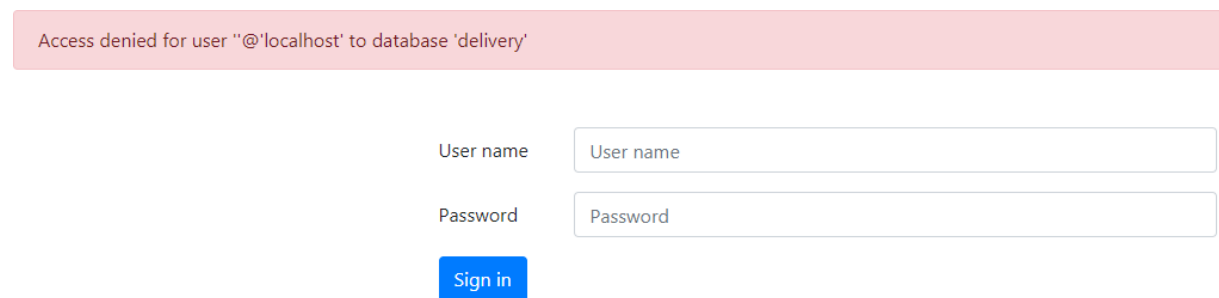 Access denied for user ''@'localhost' to database 'delivery'
User name User name
Password Password
Sign in